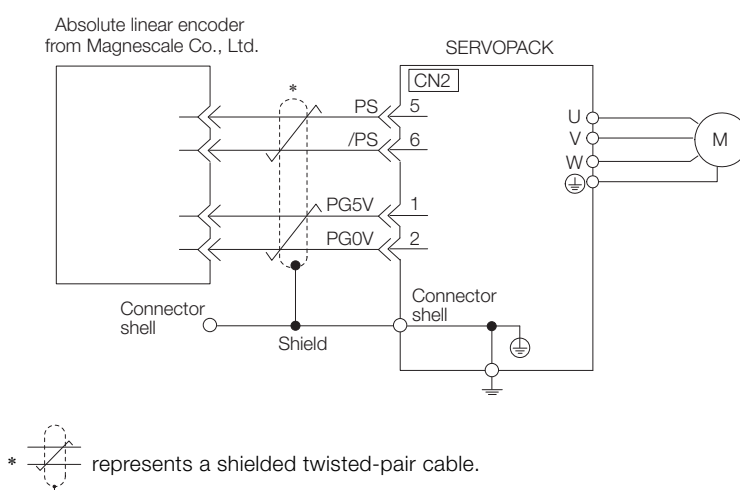 Absolute linear encoder
from Magnescale Co., Ltd.
SERVOPACK
CN2
*
PS 5
/PS 6
PG5V 1
PG0V 2
U
V
W
M
Connector
shell
Shield
Connector
shell
* represents a shielded twisted-pair cable.